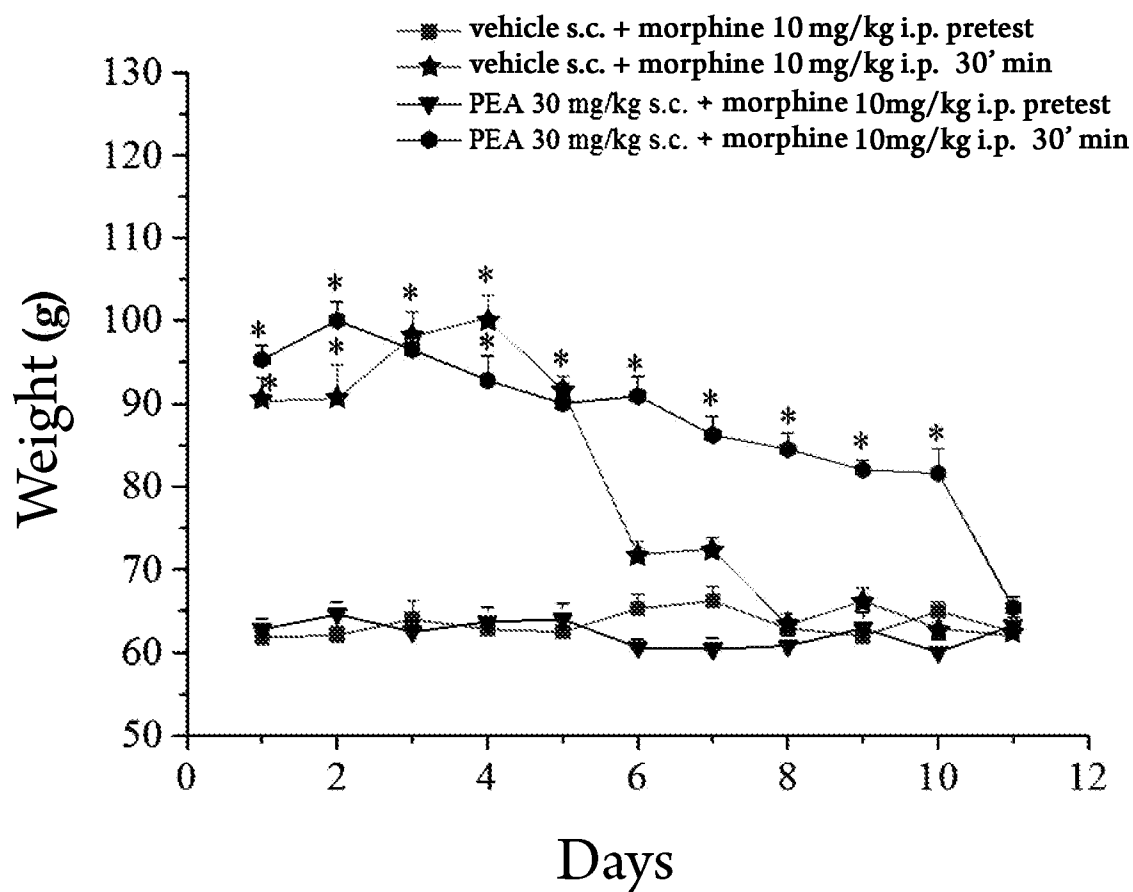 vehicle s.c. + morphine 10 mg/kg i.p. pretest
vehicle s.c. + morphine 10 mg/kg i.p. 30' min
PEA 30 mg/kg s.c. + morphine 10mg/kg i.p. pretest
PEA 30 mg/kg s.c. + morphine 10mg/kg i.p. 30' min
130
120
110
100
90
80
70
60
50
Weight (g)
* * * * * * * * * * * *
*
0 2 4 6 8 10 12
Days